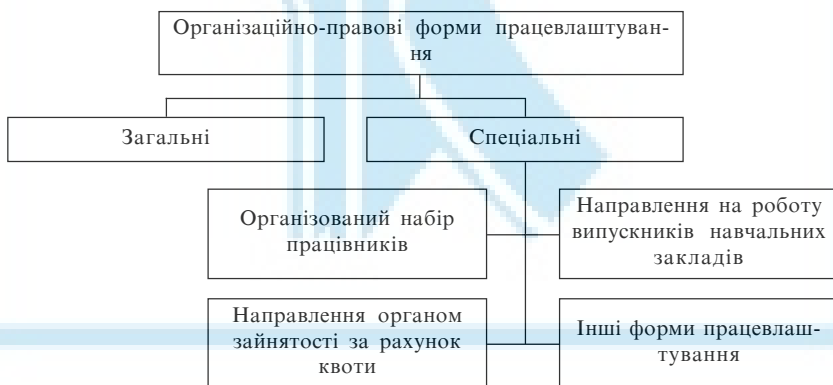 Організаційно-правові форми працевлаштуван-
ня
Загальні
Спеціальні
Організований набір
працівників
Направлення на роботу
випускників навчальних
закладів
Направлення органом
зайнятості за рахунок
квоти
Інші форми працевлаш-
тування